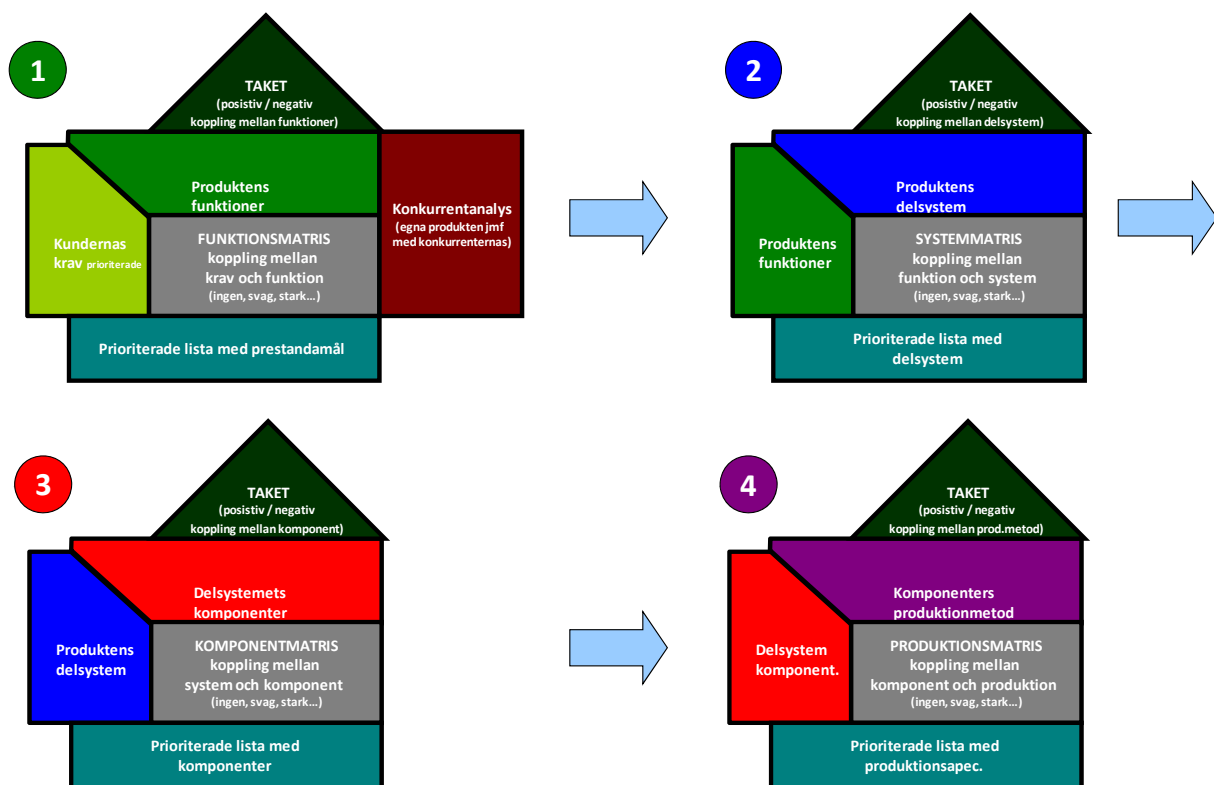 1
TAKET
(posistiv / negativ
koppling mellan funktioner)
Produktens
funktioner
Kundernas
krav prioriterade
FUNKTIONSMATRIS
koppling mellan
krav och funktion
(ingen, svag, stark...)
Konkurrentanalys
(egna produkten jmf
med konkurrenternas)
Prioriterade lista med prestandamål
2
TAKET
(posistiv / negativ
koppling mellan delsystem)
Produktens
delsystem
Produktens
funktioner
SYSTEMMATRIS
koppling mellan
funktion och system
(ingen, svag, stark...)
Prioriterade lista med
delsystem
3
TAKET
(posistiv / negativ
koppling mellan komponent)
Delsystemets
komponenter
Produktens
delsystem
KOMPONENTMATRIS
koppling mellan
system och komponent
(ingen, svag, stark...)
Prioriterade lista med
komponenter
4
TAKET
(posistiv / negativ
koppling mellan prod.metod)
Komponenters
produktionmetod
Delsystem
komponent.
PRODUKTIONSMATRIS
koppling mellan
komponent och produktion
(ingen, svag, stark...)
Prioriterade lista med
produktionsapec.